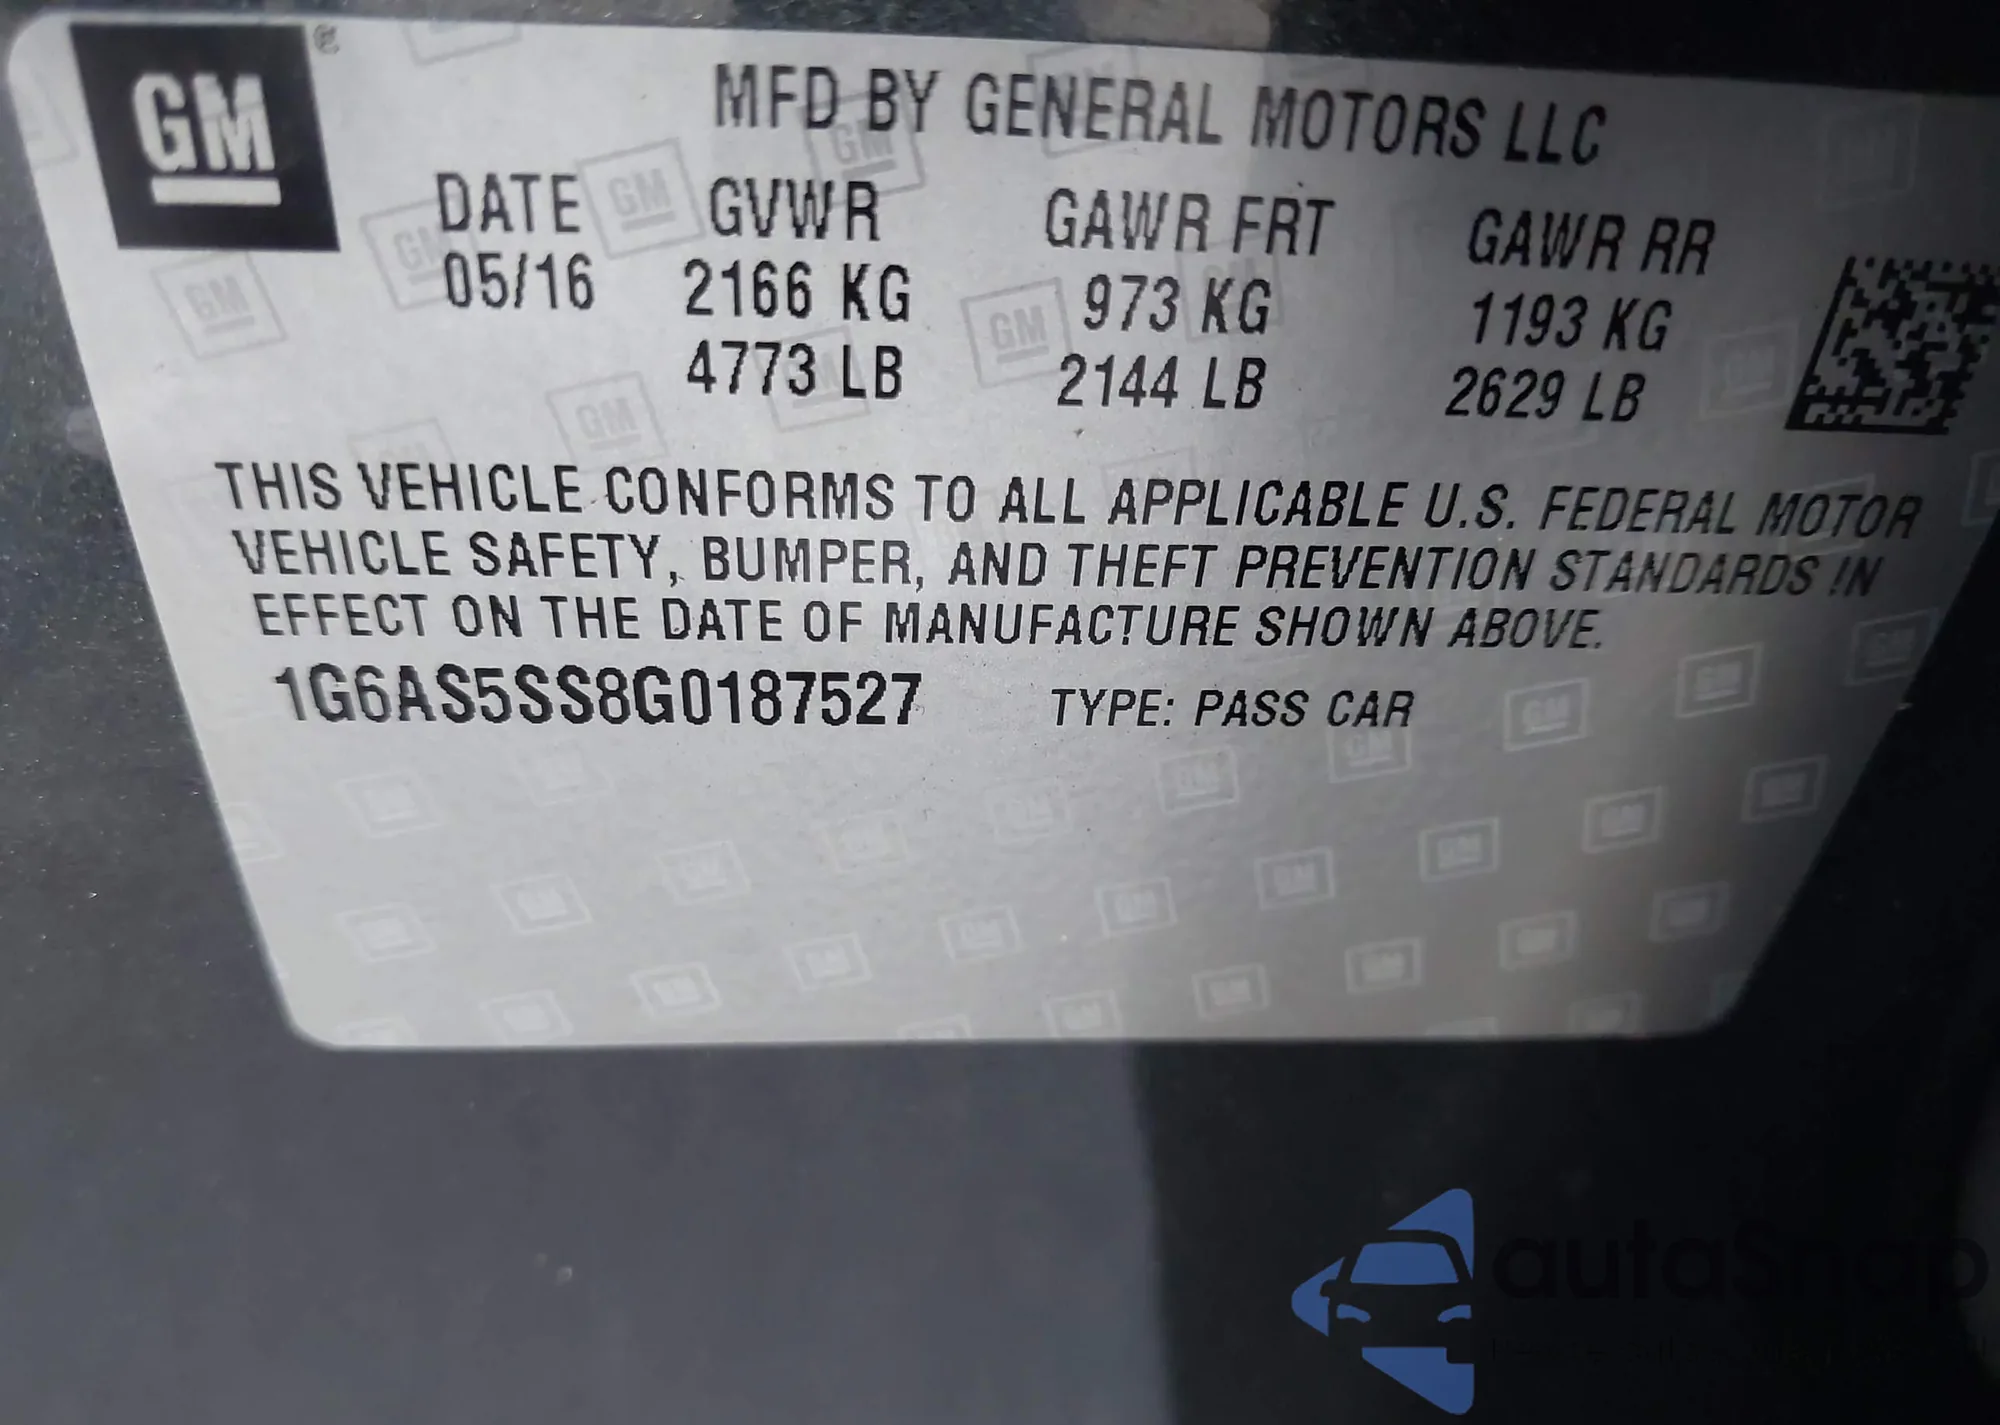 GM
MFD BY GENERAL MOTORS LLC
DATE GVWR GAWR FRT GAWR RR
05/16 2166 KG 973 KG 1193 KG
4773 LB 2144 LB 2629 LB
THIS VEHICLE CONFORMS TO ALL APPLICABLE U.S. FEDERAL MOTOR
VEHICLE SAFETY, BUMPER, AND THEFT PREVENTION STANDARDS IN
EFFECT ON THE DATE OF MANUFACTURE SHOWN ABOVE.
1G6AS5SS8G0187527 TYPE: PASS CAR
autaSnap